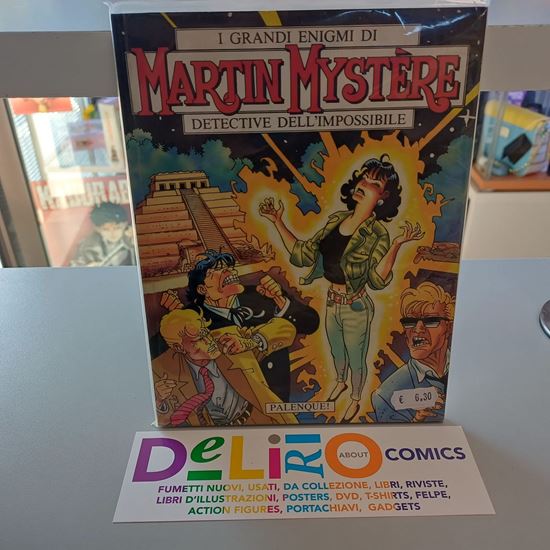 I GRANDI ENIGMI DI
MARTIN MYSTÈRE
DETECTIVE DELL'IMPOSSIBILE
PALENQUE!
€ 6,30
DeLiRiO ABOUT COMICS
FUMETTI NUOVI, USATI, DA COLLEZIONE, LIBRI, RIVISTE,
LIBRI D'ILLUSTRAZIONI, POSTERS, DVD, T-SHIRTS, FELPE,
ACTION FIGURES, PORTACHIAVI, GADGETS